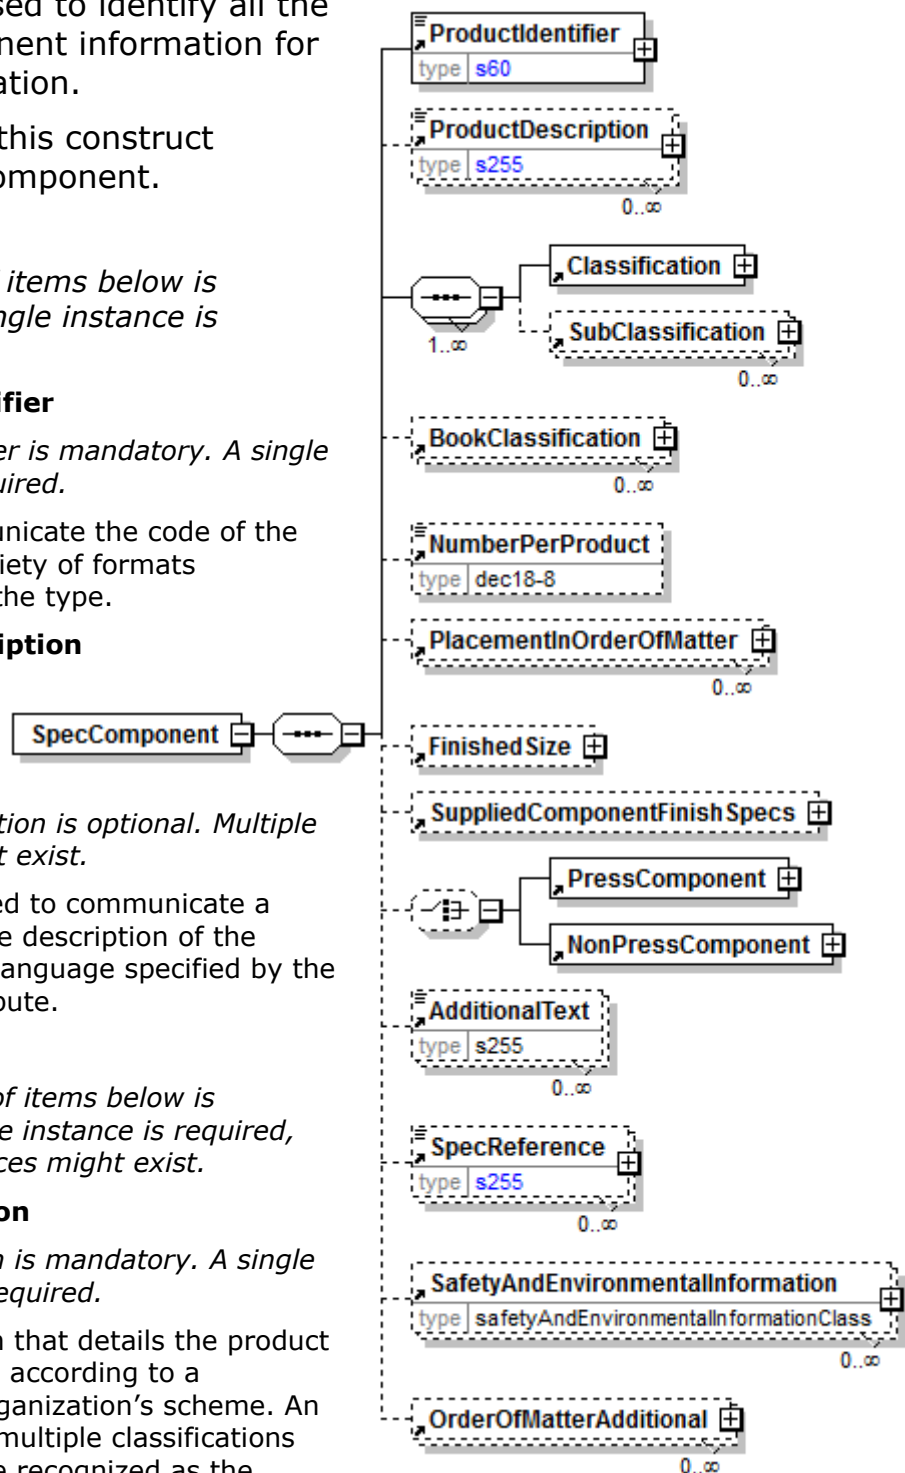 sed to identify all the
nent information for
ation.
this construct
omponent.
items below is
ngle instance is
ifier
er is mandatory. A single
uired.
unicate the code of the
riety of formats
the type.
iption
tion is optional. Multiple
t exist.
ed to communicate a
e description of the
language specified by the
bute.
of items below is
e instance is required,
ces might exist.
on
n is mandatory. A single
equired.
n that details the product
according to a
ganization's scheme. An
multiple classifications
e recognized as the
SpecComponent
ProductIdentifier
type s60
ProductDescription
type s255
0..∞
1..∞
Classification
SubClassification
0..∞
BookClassification
0..∞
NumberPerProduct
type dec18-8
PlacementInOrderOfMatter
0..∞
FinishedSize
SuppliedComponentFinishSpecs
PressComponent
NonPressComponent
AdditionalText
type s255
0..∞
SpecReference
type s255
0..∞
SafetyAndEnvironmentalInformation
type safetyAndEnvironmentalInformationClass
0..∞
OrderOfMatterAdditional
0..∞